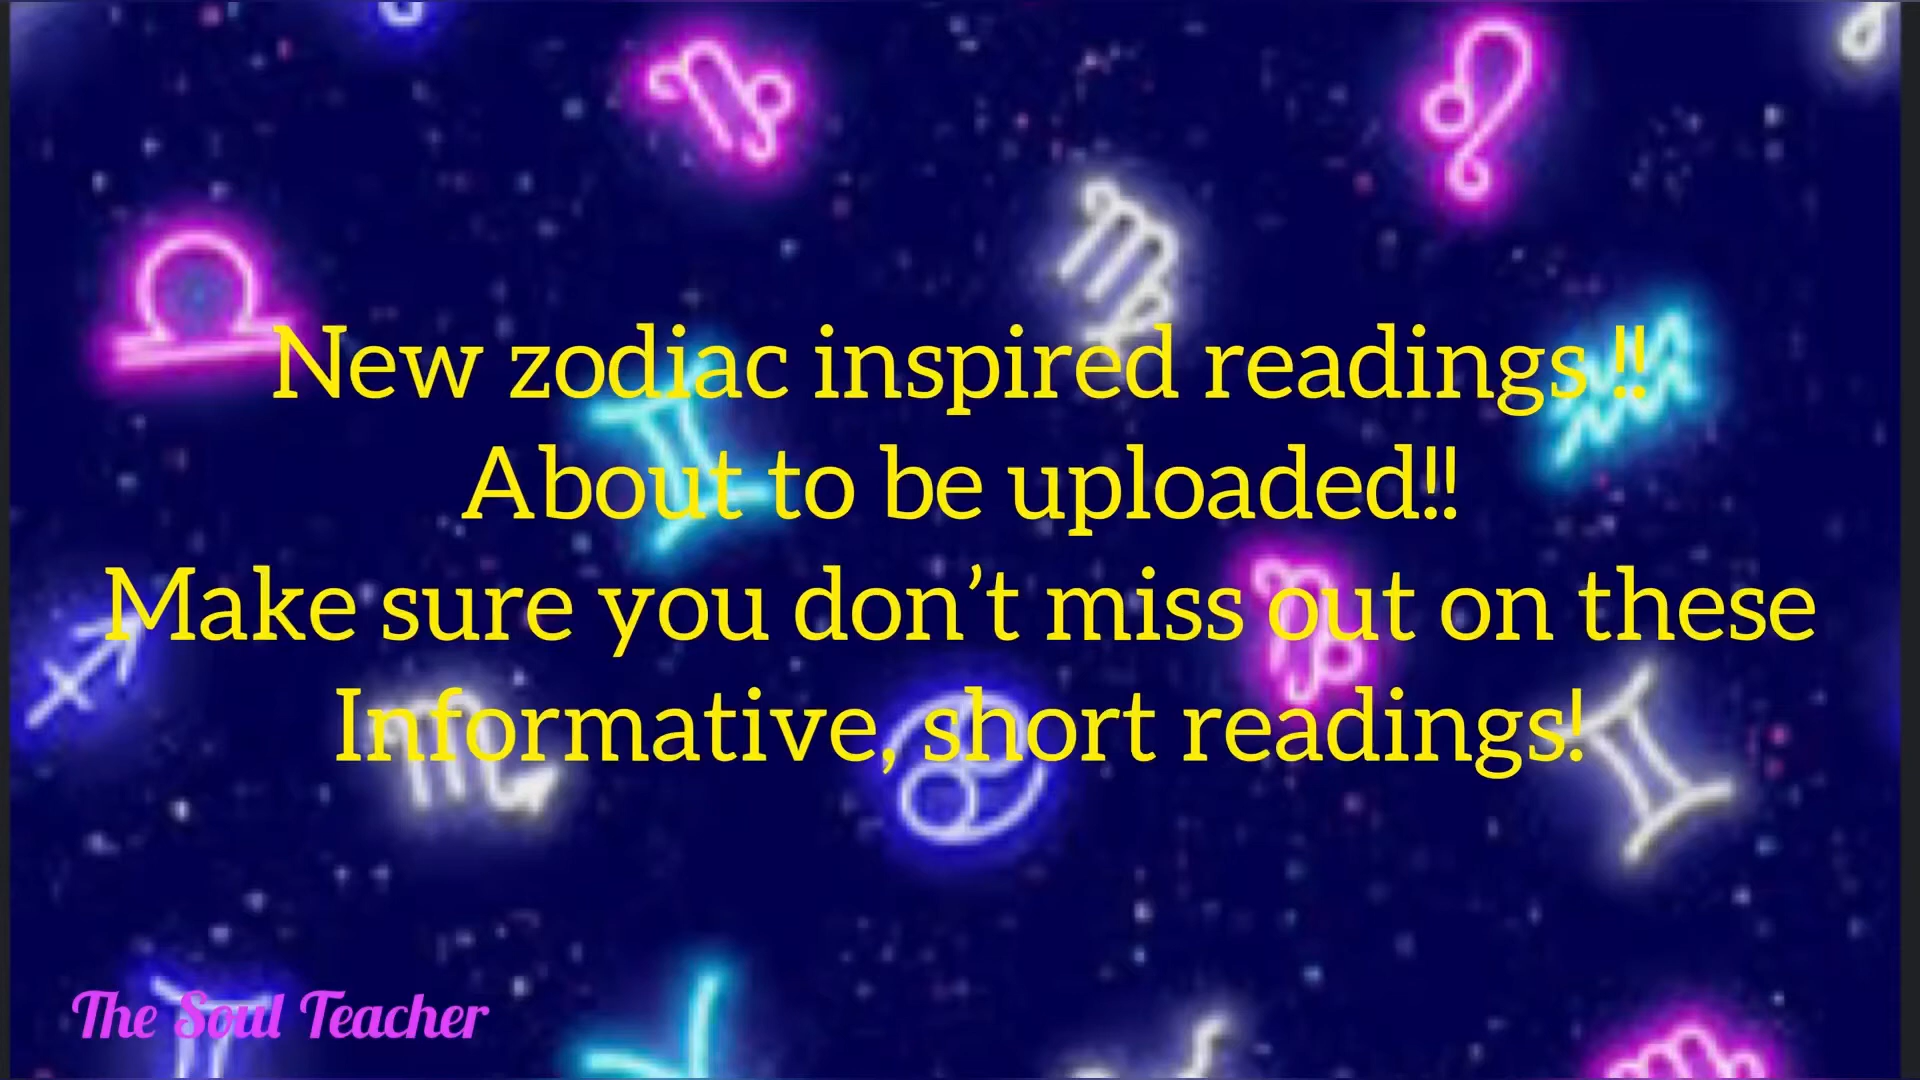 New zodiac inspired readings !!
About to be uploaded!!
Make sure you don’t miss out on these
Informative, short readings!
The Soul Teacher